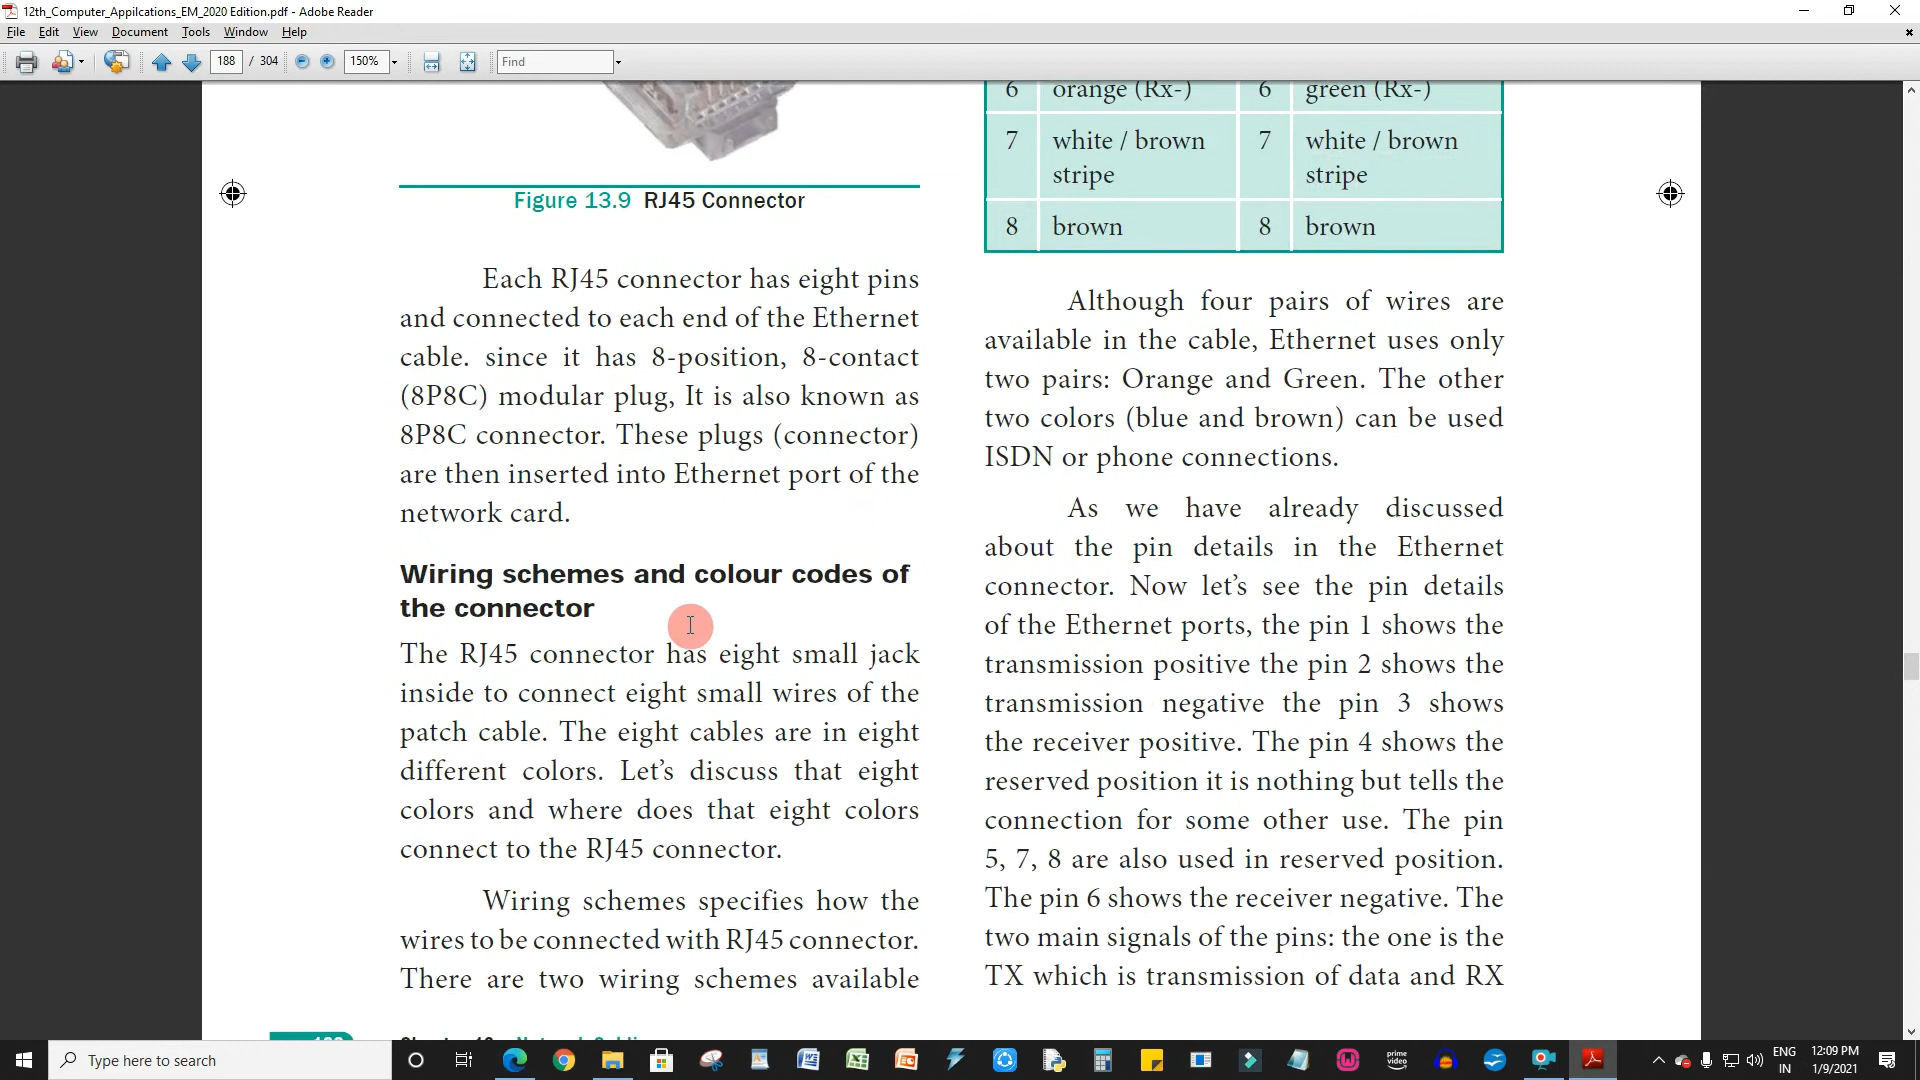 12th_Computer_Appilcations_EM_2020 Edition.pdf - Adobe Reader
File Edit View Document Tools Window Help
188 / 304 150% Find
Figure 13.9 RJ45 Connector
Each RJ45 connector has eight pins
and connected to each end of the Ethernet
cable. since it has 8-position, 8-contact
(8P8C) modular plug, It is also known as
8P8C connector. These plugs (connector)
are then inserted into Ethernet port of the
network card.
Wiring schemes and colour codes of
the connector
The RJ45 connector has eight small jack
inside to connect eight small wires of the
patch cable. The eight cables are in eight
different colors. Let's discuss that eight
colors and where does that eight colors
connect to the RJ45 connector.
Wiring schemes specifies how the
wires to be connected with RJ45 connector.
There are two wiring schemes available
6 orange (Rx-) 6 green (Rx-)
7 white / brown stripe 7 white / brown stripe
8 brown 8 brown
Although four pairs of wires are
available in the cable, Ethernet uses only
two pairs: Orange and Green. The other
two colors (blue and brown) can be used
ISDN or phone connections.
As we have already discussed
about the pin details in the Ethernet
connector. Now let's see the pin details
of the Ethernet ports, the pin 1 shows the
transmission positive the pin 2 shows the
transmission negative the pin 3 shows
the receiver positive. The pin 4 shows the
reserved position it is nothing but tells the
connection for some other use. The pin
5, 7, 8 are also used in reserved position.
The pin 6 shows the receiver negative. The
two main signals of the pins: the one is the
TX which is transmission of data and RX
Type here to search
prime video
ENG
IN
12:09 PM
1/9/2021